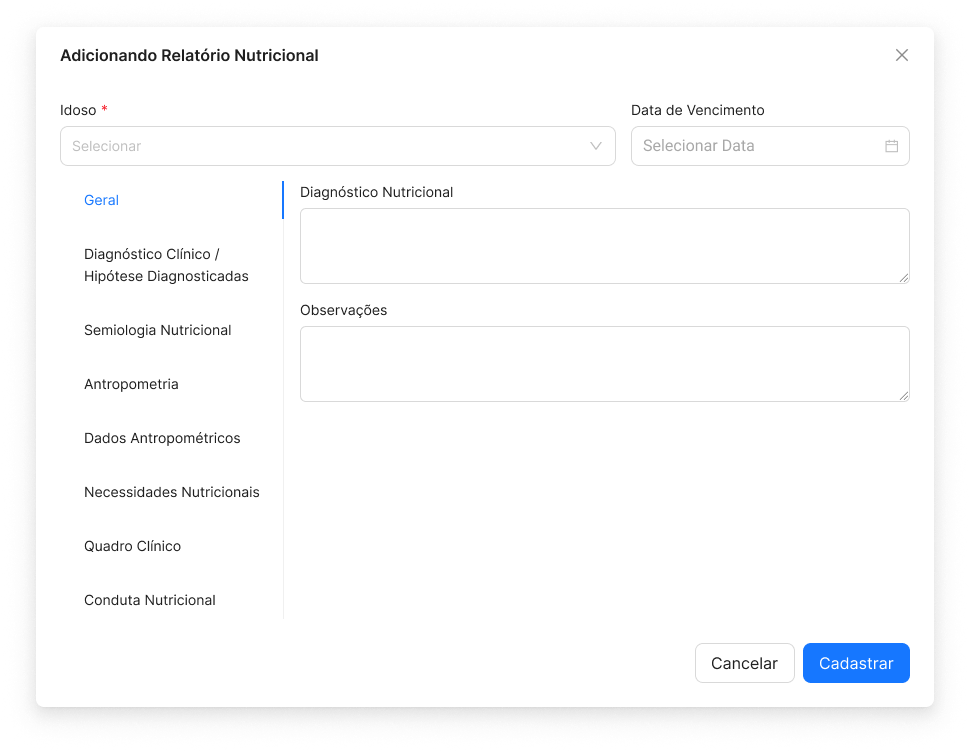 Adicionando Relatório Nutricional
Idoso *
Data de Vencimento
Selecionar
Selecionar Data
Geral
Diagnóstico Clínico /
Hipótese Diagnosticadas
Semiologia Nutricional
Antropometria
Dados Antropométricos
Necessidades Nutricionais
Quadro Clínico
Conduta Nutricional
Diagnóstico Nutricional
Observações
Cancelar
Cadastrar